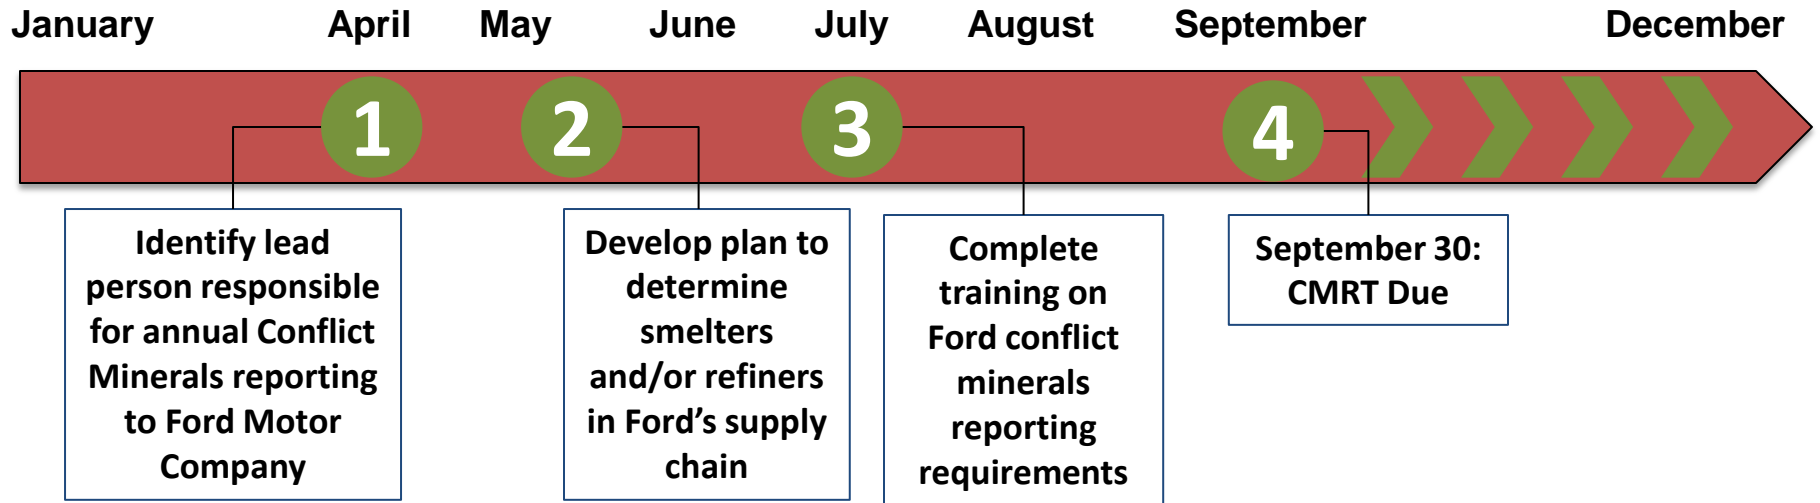 January April May June July August September December
1 2 3 4
Identify lead
person responsible
for annual Conflict
Minerals reporting
to Ford Motor
Company
Develop plan to
determine
smelters
and/or refiners
in Ford’s supply
chain
Complete
training on
Ford conflict
minerals
reporting
requirements
September 30:
CMRT Due